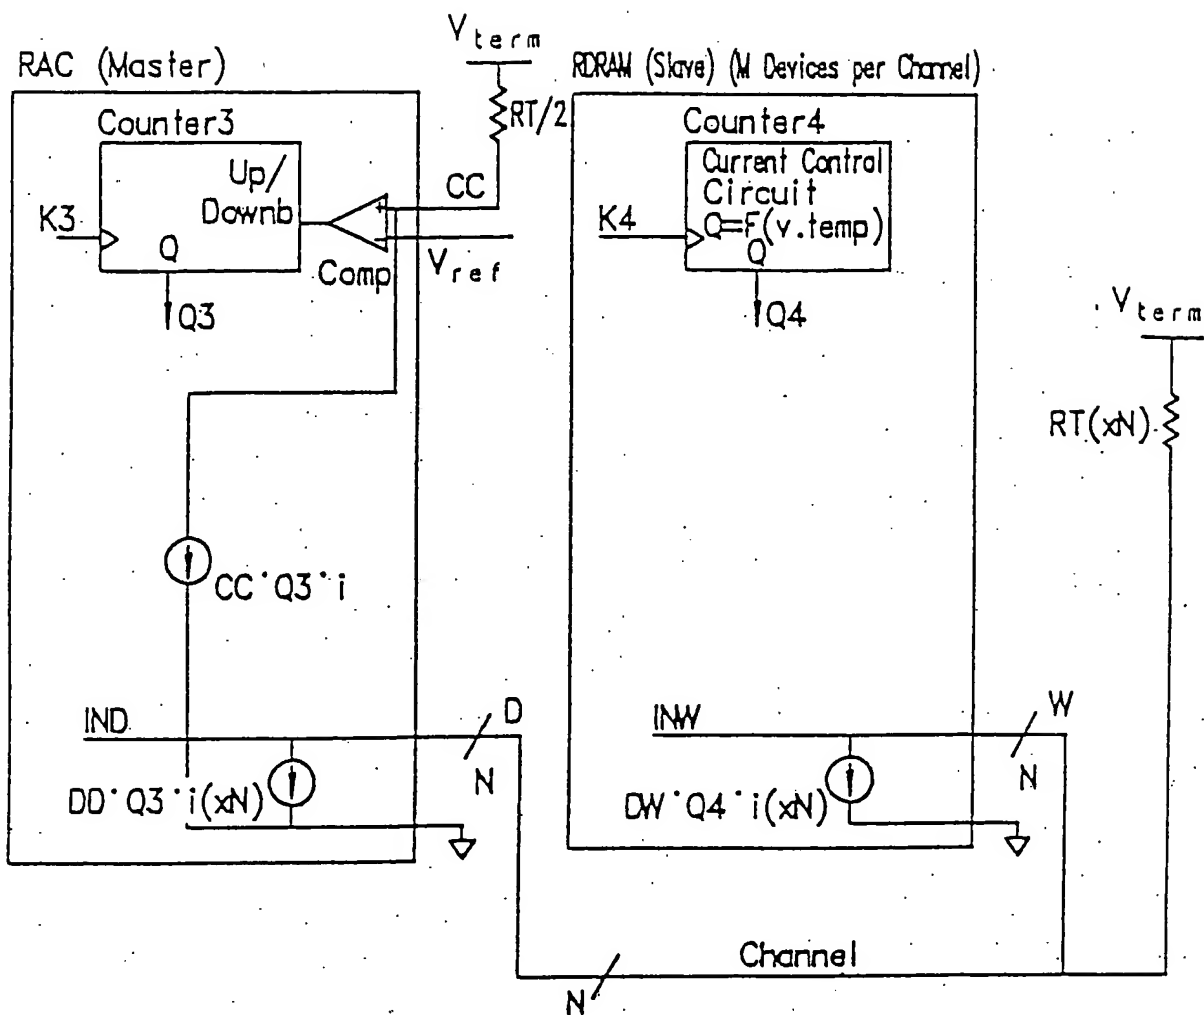 V term
RAC (Master)
RDRAM (Slave) (M Devices per Channel)
RT/2
Counter3
Counter4
Up/
Downb
CC
Current Control
Circuit
Q=F(v.temp)
K3
K4
Q
Q
Comp
V ref
Q3
Q4
V term
RT(xN)
CC·Q3·i
IND
D
INW
W
N
N
DD·Q3·i(xN)
DW·Q4·i(xN)
Channel
N